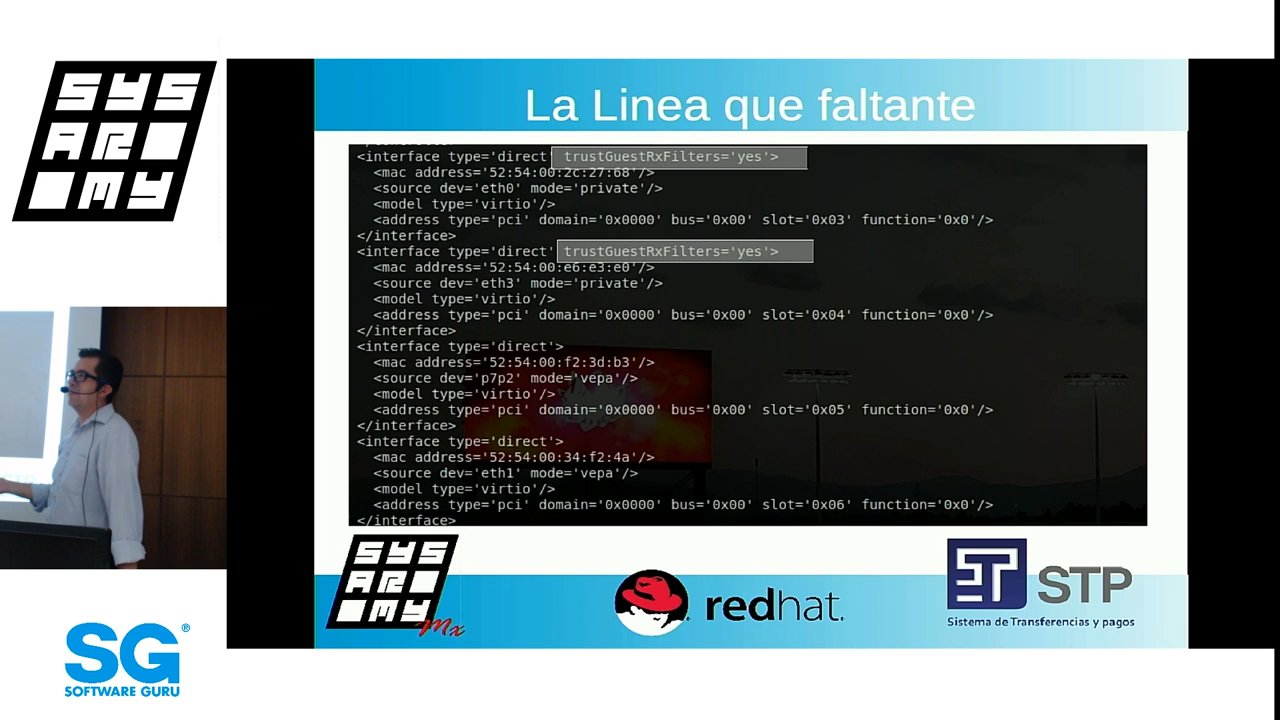 SYS
AR
MY
La Linea que faltante
<interface type='direct' trustGuestRxFilters='yes'>
<mac address='52:54:00:2c:27:68'/>
<source dev='eth0' mode='private'/>
<model type='virtio'/>
<address type='pci' domain='0x0000' bus='0x00' slot='0x03' function='0x0'/>
</interface>
<interface type='direct' trustGuestRxFilters='yes'>
<mac address='52:54:00:e6:e3:e0'/>
<source dev='eth3' mode='private'/>
<model type='virtio'/>
<address type='pci' domain='0x0000' bus='0x00' slot='0x04' function='0x0'/>
</interface>
<interface type='direct'>
<mac address='52:54:00:f2:3d:b3'/>
<source dev='p7p2' mode='vepa'/>
<model type='virtio'/>
<address type='pci' domain='0x0000' bus='0x00' slot='0x05' function='0x0'/>
</interface>
<interface type='direct'>
<mac address='52:54:00:34:f2:4a'/>
<source dev='eth1' mode='vepa'/>
<model type='virtio'/>
<address type='pci' domain='0x0000' bus='0x00' slot='0x06' function='0x0'/>
</interface>
SYS
AR
MY
Mx
redhat.
STP
Sistema de Transferencias y pagos
SG®
SOFTWARE GURU